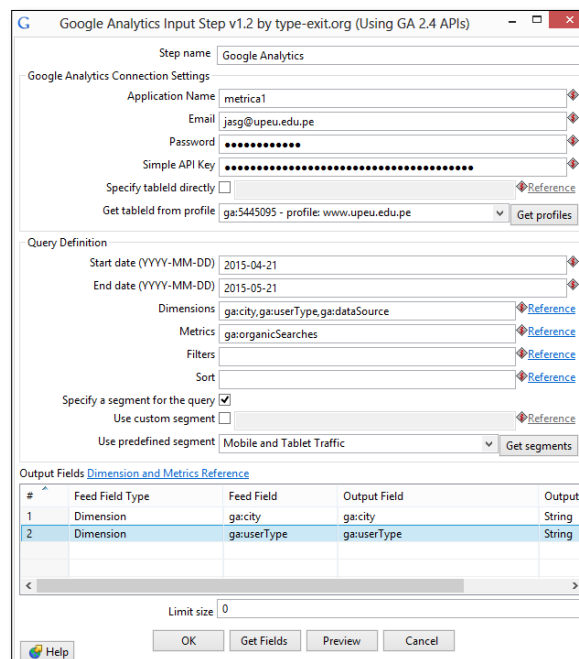 G Google Analytics Input Step v1.2 by type-exit.org (Using GA 2.4 APIs)
Step name Google Analytics
Google Analytics Connection Settings
Application Name metrica1
Email jasg@upeu.edu.pe
Password ●●●●●●●●●●●●
Simple API Key ●●●●●●●●●●●●●●●●●●●●●●●●●●●●●●●●●●●●●●●
Specify tableId directly Reference
Get tableId from profile ga:5445095 - profile: www.upeu.edu.pe Get profiles
Query Definition
Start date (YYYY-MM-DD) 2015-04-21
End date (YYYY-MM-DD) 2015-05-21
Dimensions ga:city,ga:userType,ga:dataSource Reference
Metrics ga:organicSearches Reference
Filters Reference
Sort Reference
Specify a segment for the query
Use custom segment Reference
Use predefined segment Mobile and Tablet Traffic Get segments
Output Fields Dimension and Metrics Reference
# Feed Field Type Feed Field Output Field Output
1 Dimension ga:city ga:city String
2 Dimension ga:userType ga:userType String
Limit size 0
OK Get Fields Preview Cancel
Help